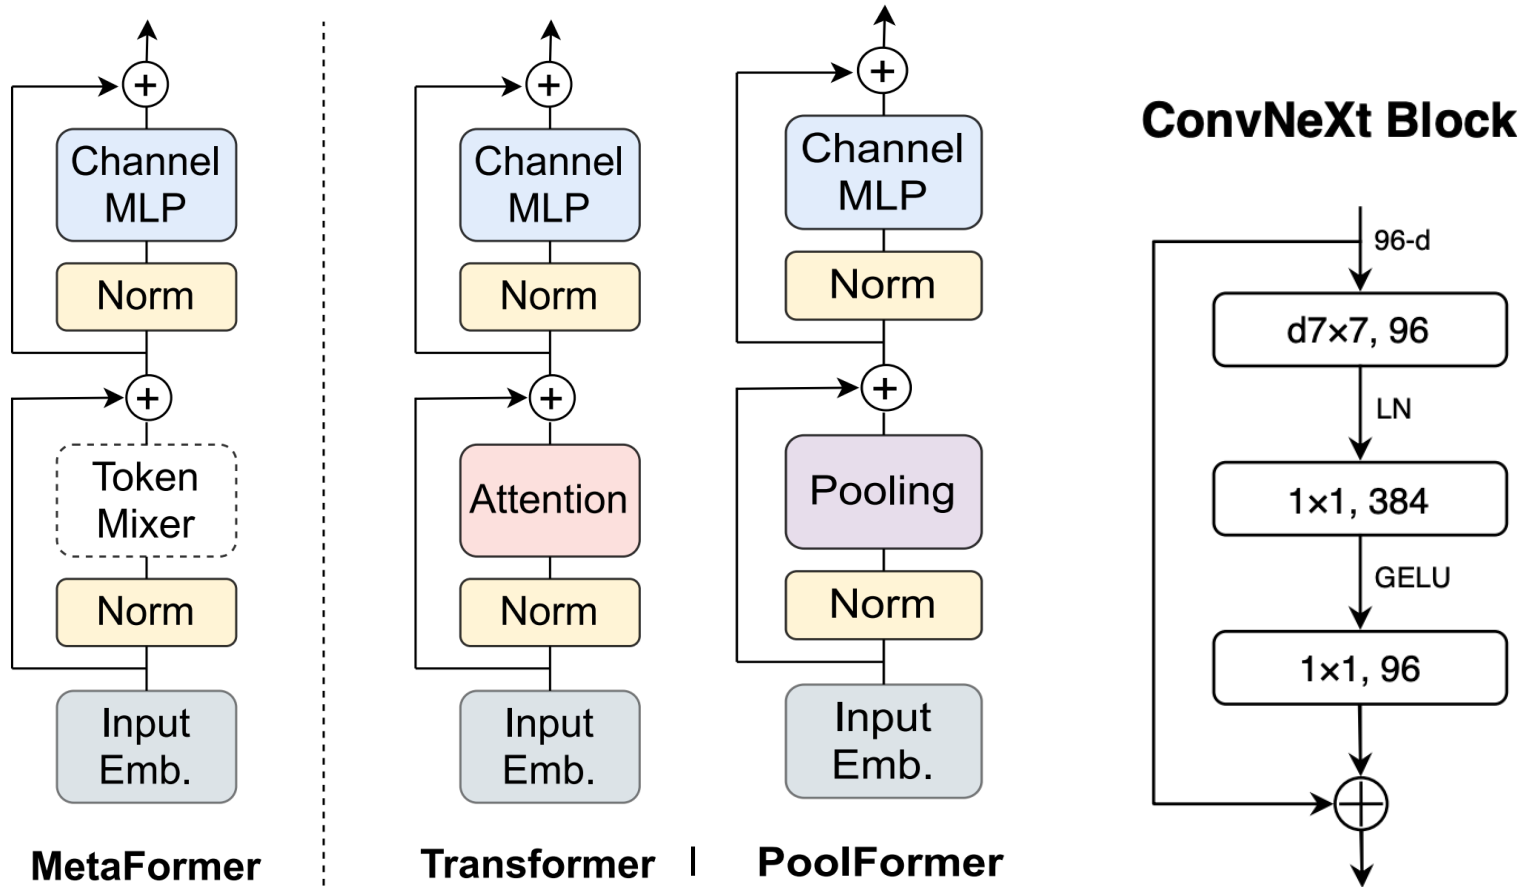 +
Channel
MLP
Norm
+
Token
Mixer
Norm
Input
Emb.
MetaFormer
+
Channel
MLP
Norm
+
Attention
Norm
Input
Emb.
Transformer
|
+
Channel
MLP
Norm
+
Pooling
Norm
Input
Emb.
PoolFormer
ConvNeXt Block
96-d
d7×7, 96
LN
1×1, 384
GELU
1×1, 96
+